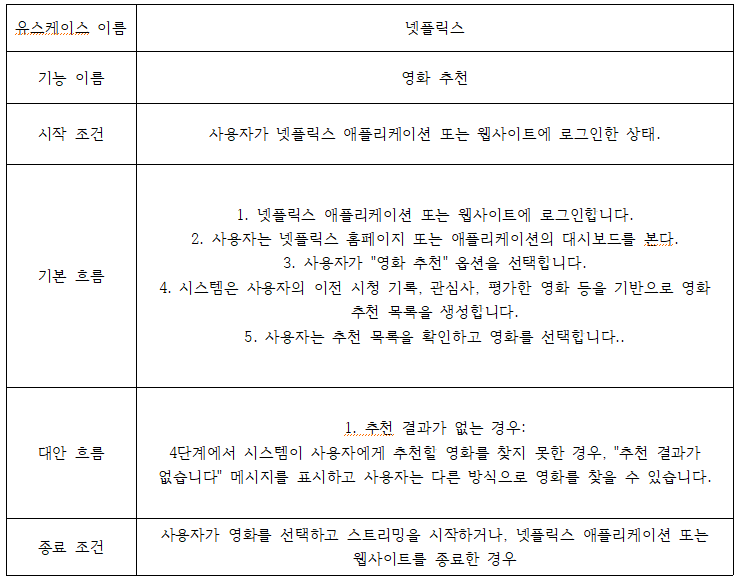 유스케이스 이름
넷플릭스
기능 이름
영화 추천
시작 조건
사용자가 넷플릭스 애플리케이션 또는 웹사이트에 로그인한 상태.
기본 흐름
1. 넷플릭스 애플리케이션 또는 웹사이트에 로그인힙니다.
2. 사용자는 넷플릭스 홈페이지 또는 애플리케이션의 대시보드를 본다.
3. 사용자가 "영화 추천" 옵션을 선택힙니다.
4. 시스템은 사용자의 이전 시청 기록, 관심사, 평가한 영화 등을 기반으로 영화
추천 목록을 생성힙니다.
5. 사용자는 추천 목록을 확인하고 영화를 선택힙니다..
대안 흐름
1. 추천 결과가 없는 경우:
4단계에서 시스템이 사용자에게 추천힐 영화를 찾지 못한 경우, "추천 결과가
없습니다" 메시지를 표시하고 사용자는 다른 방식으로 영화를 찾을 수 있습니다.
종료 조건
사용자가 영화를 선택하고 스트리밍을 시작하거나, 넷플릭스 애플리케이션 또는
웹사이트를 종료한 경우